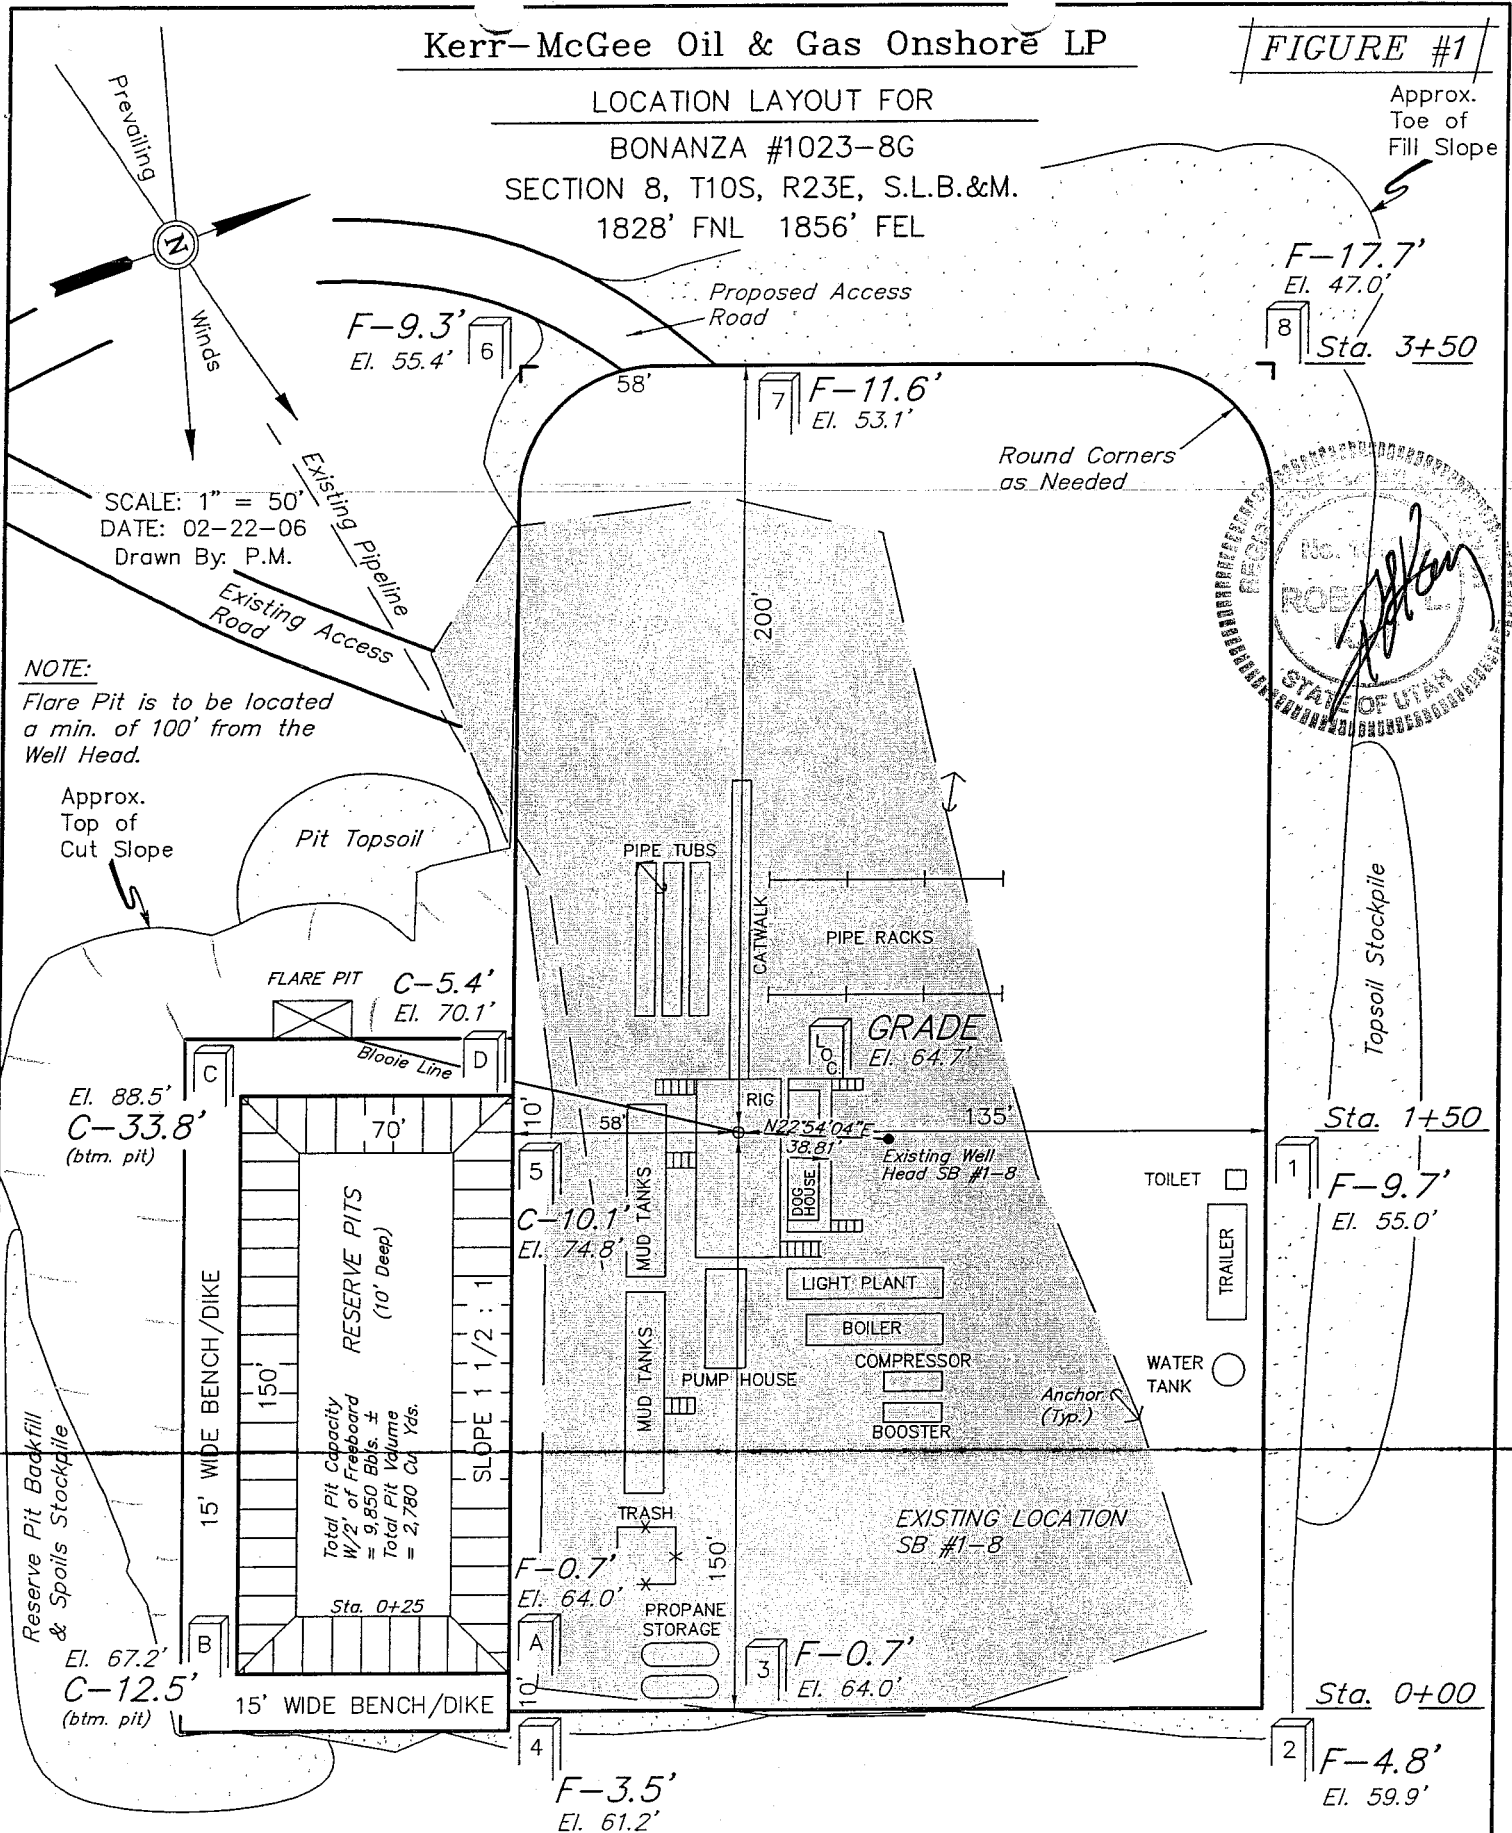 Kerr-McGee Oil & Gas Onshore LP
FIGURE #1
LOCATION LAYOUT FOR
BONANZA #1023-8G
SECTION 8, T10S, R23E, S.L.B.&M.
1828' FNL 1856' FEL
Approx.
Toe of
Fill Slope
Prevailing
N
Winds
F-17.7'
El. 47.0'
8
Sta. 3+50
Proposed Access
Road
F-9.3'
El. 55.4'
6
58'
7
F-11.6'
El. 53.1'
Round Corners
as Needed
SCALE: 1" = 50'
DATE: 02-22-06
Drawn By: P.M.
Existing Pipeline
Existing Access
Road
200'
STATE OF UTAH
NOTE:
Flare Pit is to be located
a min. of 100' from the
Well Head.
Approx.
Top of
Cut Slope
Pit Topsoil
PIPE TUBS
CATWALK
PIPE RACKS
Topsoil Stockpile
FLARE PIT
C-5.4'
El. 70.1'
Blooie Line
D
C
LOC.
GRADE
El. 64.7'
El. 88.5'
C-33.8'
(btm. pit)
70'
10'
58'
RIG
N22°54'04"E
38.81'
135'
Existing Well
Head SB #1-8
Sta. 1+50
1
F-9.7'
El. 55.0'
5
C-10.1'
El. 74.8'
MUD TANKS
DOG
HOUSE
TOILET
TRAILER
RESERVE PITS
(10' Deep)
15' WIDE BENCH/DIKE
150'
SLOPE 1 1/2 : 1
Total Pit Capacity
W/2' of Freeboard
= 9,850 Bbls. ±
Total Pit Volume
= 2,780 Cu. Yds.
LIGHT PLANT
BOILER
COMPRESSOR
PUMP HOUSE
MUD TANKS
BOOSTER
WATER
TANK
Anchor
(Typ.)
Reserve Pit Backfill
& Spoils Stockpile
TRASH
EXISTING LOCATION
SB #1-8
150'
F-0.7'
El. 64.0'
Sta. 0+25
PROPANE
STORAGE
A
B
El. 67.2'
C-12.5'
(btm. pit)
15' WIDE BENCH/DIKE
10'
3
F-0.7'
El. 64.0'
Sta. 0+00
4
F-3.5'
El. 61.2'
2
F-4.8'
El. 59.9'